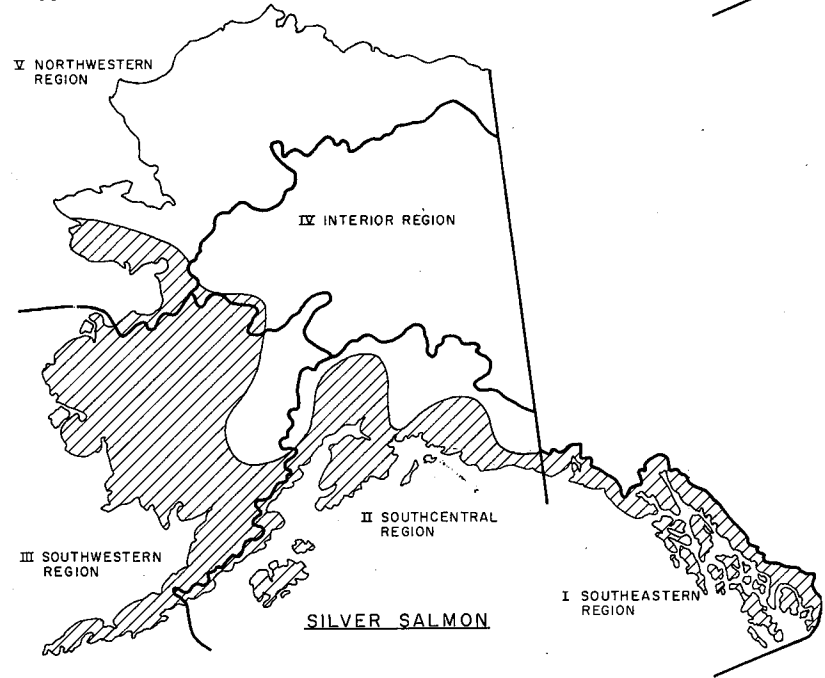 V NORTHWESTERN
REGION
IV INTERIOR REGION
II SOUTHCENTRAL
REGION
III SOUTHWESTERN
REGION
I SOUTHEASTERN
REGION
SILVER SALMON